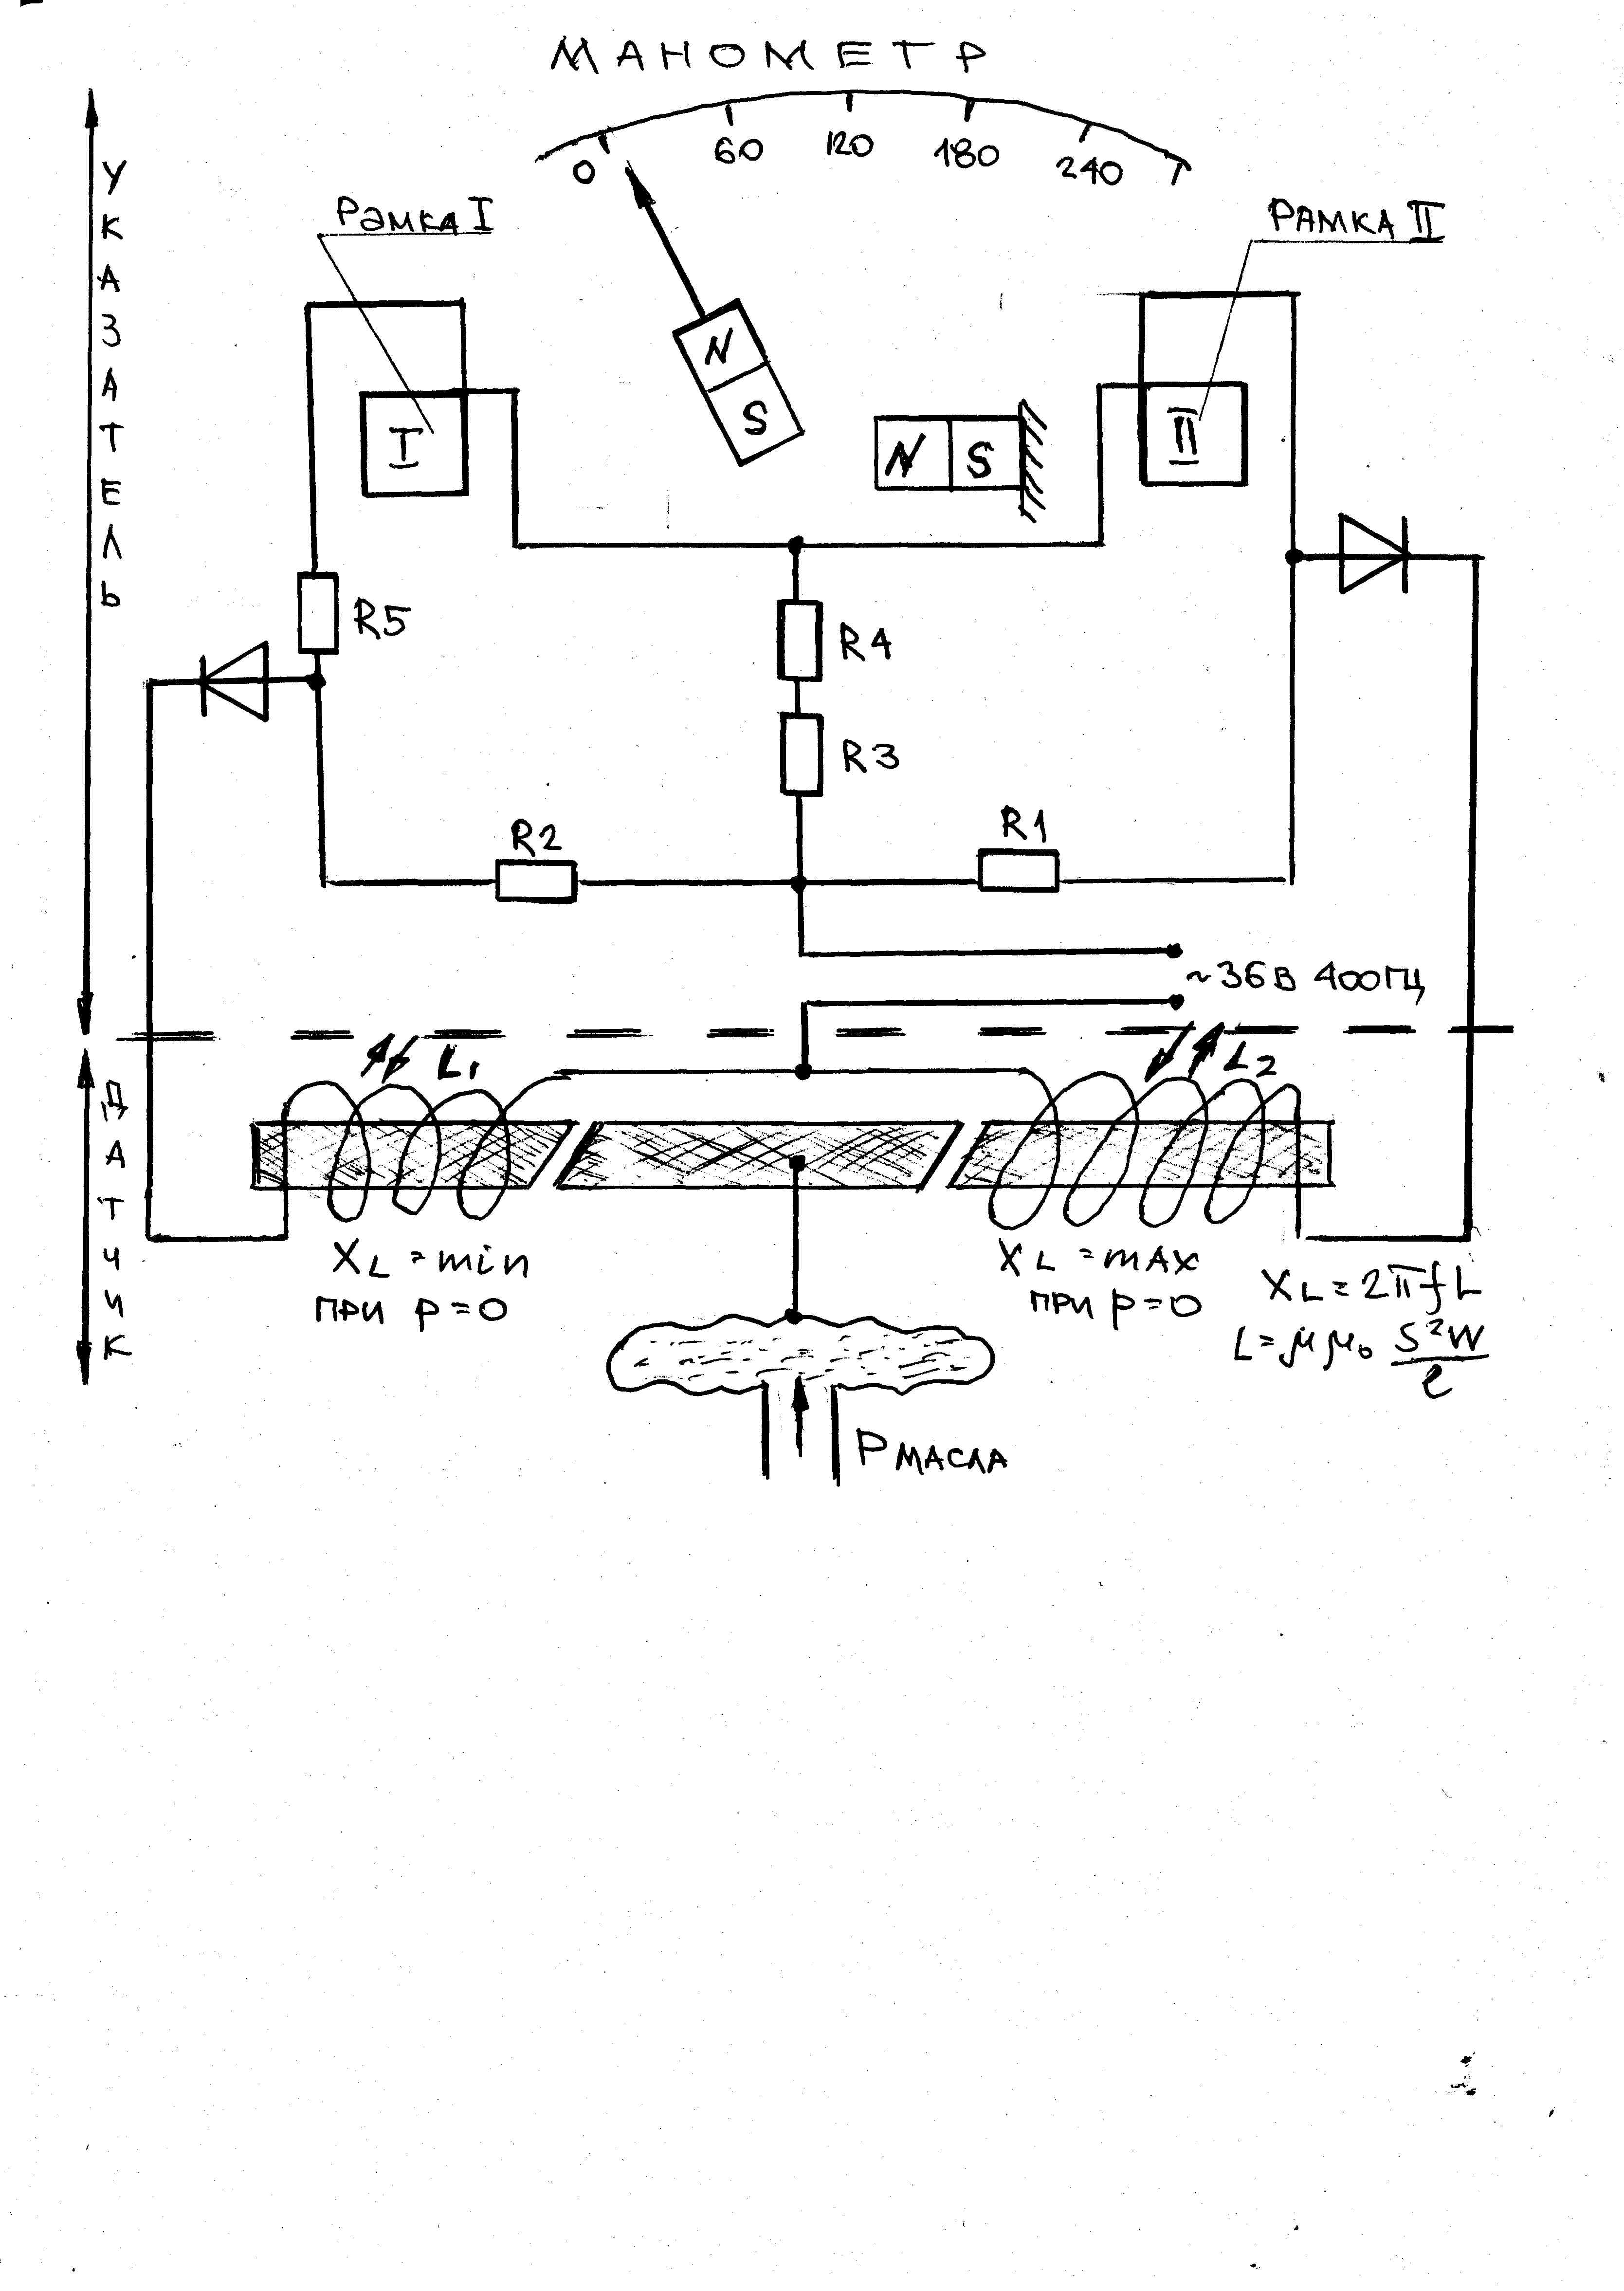 МАНОМЕТР
0 60 120 180 240
УКАЗАТЕЛЬ
Рамка I
РАМКА II
N
S
N S
I
II
R5
R4
R3
R2
R1
~36В 400ГЦ
L1
L2
ДАТЧИК
XL = min
ПРИ p=0
XL = max
ПРИ p=0
XL = 2πfL
L = μμ0 S²W/ℓ
PМАСЛА
1